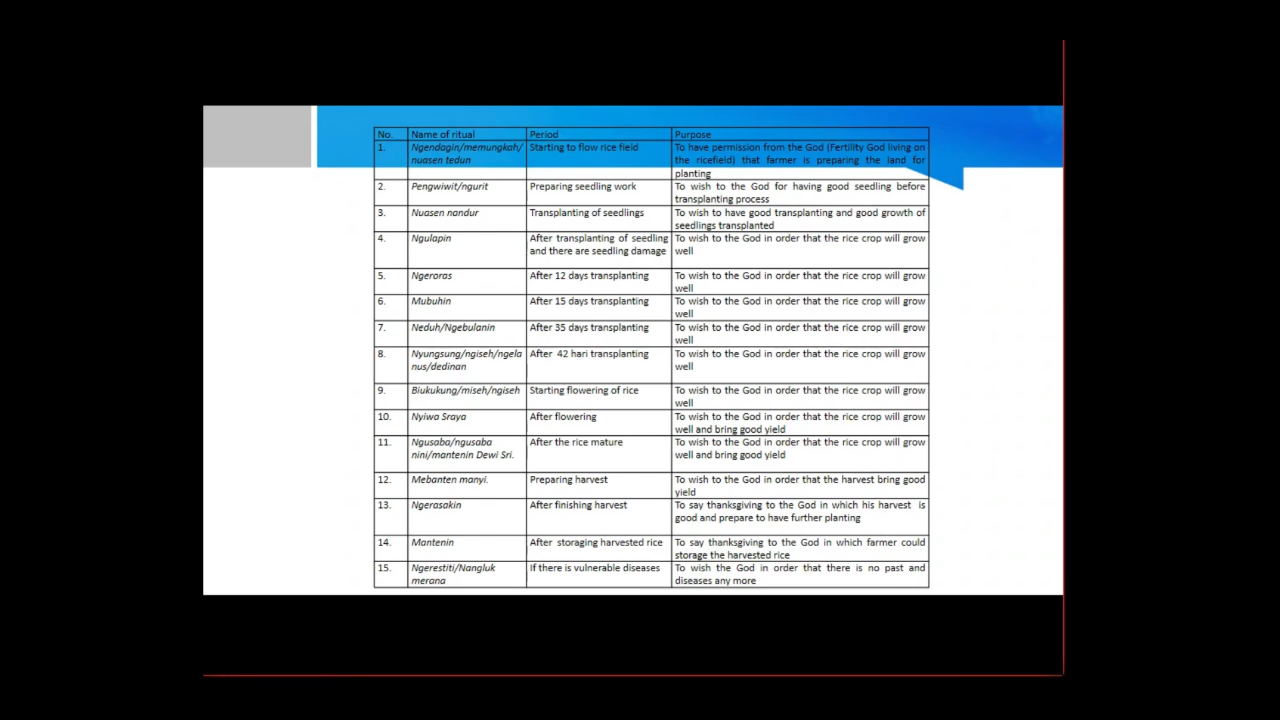 No. Name of ritual Period Purpose
1. Ngendagin/memungkah/ Starting to flow rice field To have permission from the God (Fertility God living on
nuasen tedun the ricefield) that farmer is preparing the land for
planting
2. Pengwiwit/ngurit Preparing seedling work To wish to the God for having good seedling before
transplanting process
3. Nuasen nandur Transplanting of seedlings To wish to have good transplanting and good growth of
seedlings transplanted
4. Ngulapin After transplanting of seedling To wish to the God in order that the rice crop will grow
and there are seedling damage well
5. Ngeroras After 12 days transplanting To wish to the God in order that the rice crop will grow
well
6. Mubuhin After 15 days transplanting To wish to the God in order that the rice crop will grow
well
7. Neduh/Ngebulanin After 35 days transplanting To wish to the God in order that the rice crop will grow
well
8. Nyungsung/ngiseh/ngela After 42 hari transplanting To wish to the God in order that the rice crop will grow
nus/dedinan well
9. Biukukung/miseh/ngiseh Starting flowering of rice To wish to the God in order that the rice crop will grow
well
10. Nyiwa Sraya After flowering To wish to the God in order that the rice crop will grow
well and bring good yield
11. Ngusaba/ngusaba After the rice mature To wish to the God in order that the rice crop will grow
nini/mantenin Dewi Sri. well and bring good yield
12. Mebanten manyi. Preparing harvest To wish to the God in order that the harvest bring good
yield
13. Ngerasakin After finishing harvest To say thanksgiving to the God in which his harvest is
good and prepare to have further planting
14. Mantenin After storaging harvested rice To say thanksgiving to the God in which farmer could
storage the harvested rice
15. Ngerestiti/Nangluk If there is vulnerable diseases To wish the God in order that there is no past and
merana diseases any more